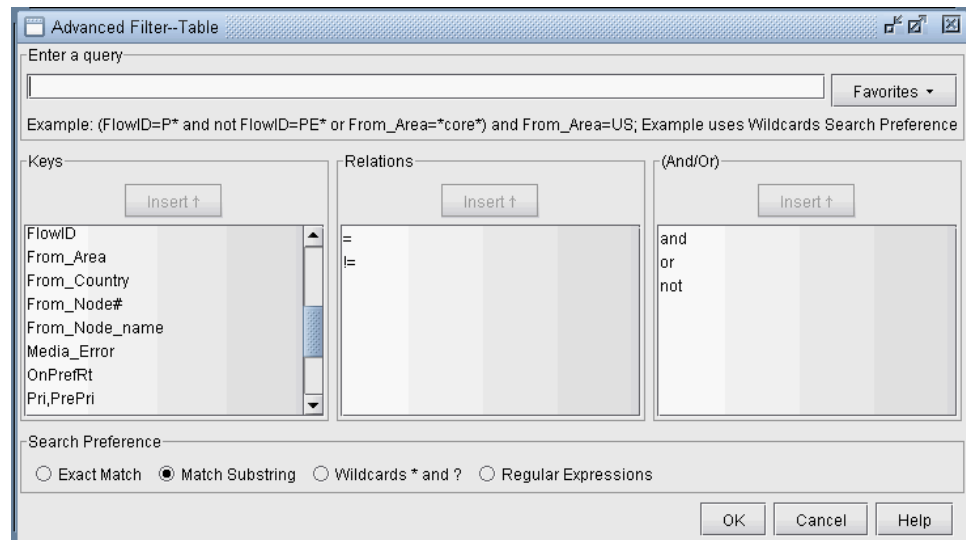 Advanced Filter--Table
Enter a query
Favorites
Example: (FlowID=P* and not FlowID=PE* or From_Area=*core*) and From_Area=US; Example uses Wildcards Search Preference
Keys
Relations
(And/Or)
Insert ↑
Insert ↑
Insert ↑
FlowID
From_Area
From_Country
From_Node#
From_Node_name
Media_Error
OnPrefRt
Pri,PrePri
=
!=
and
or
not
Search Preference
Exact Match
Match Substring
Wildcards * and ?
Regular Expressions
OK
Cancel
Help